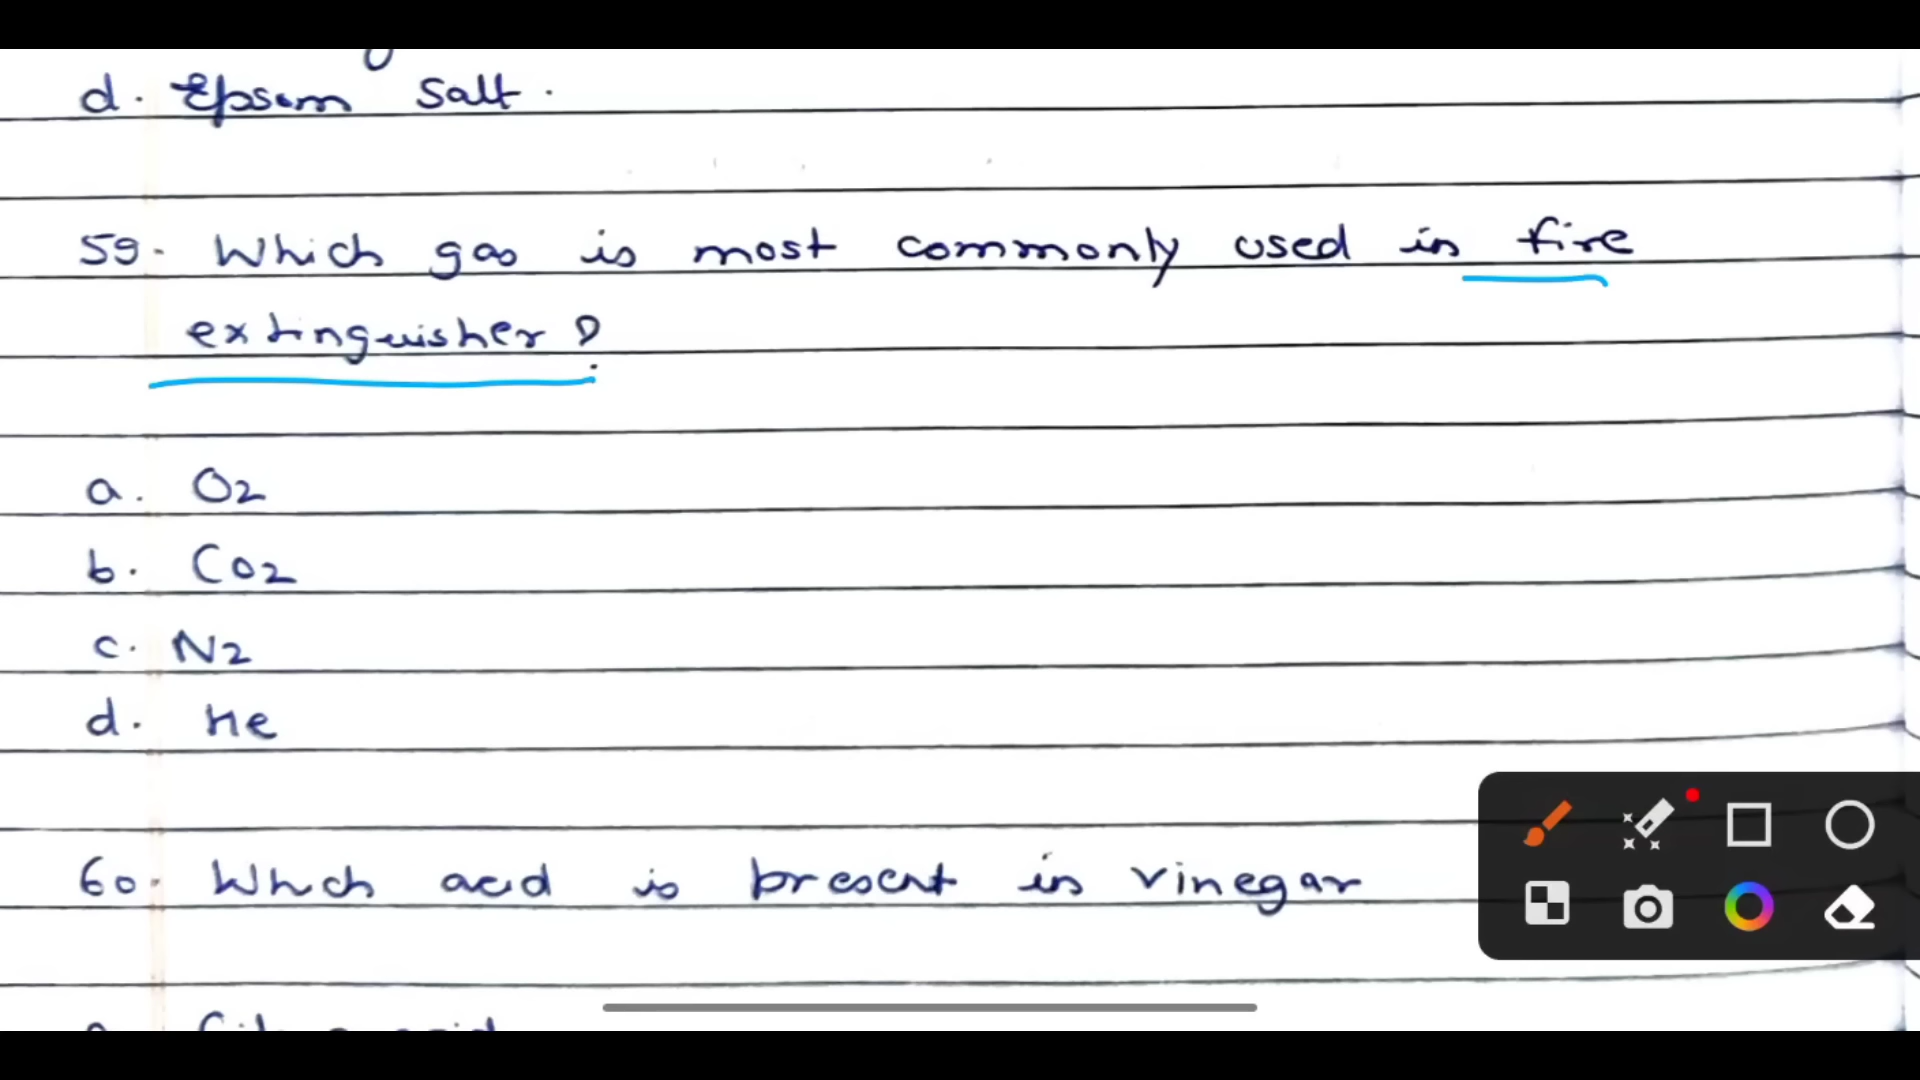 d. Epsom Salt.
59. Which gas is most commonly used in fire
extinguisher?
a. O2
b. CO2
c. N2
d. He
60. Which acid is present in vinegar